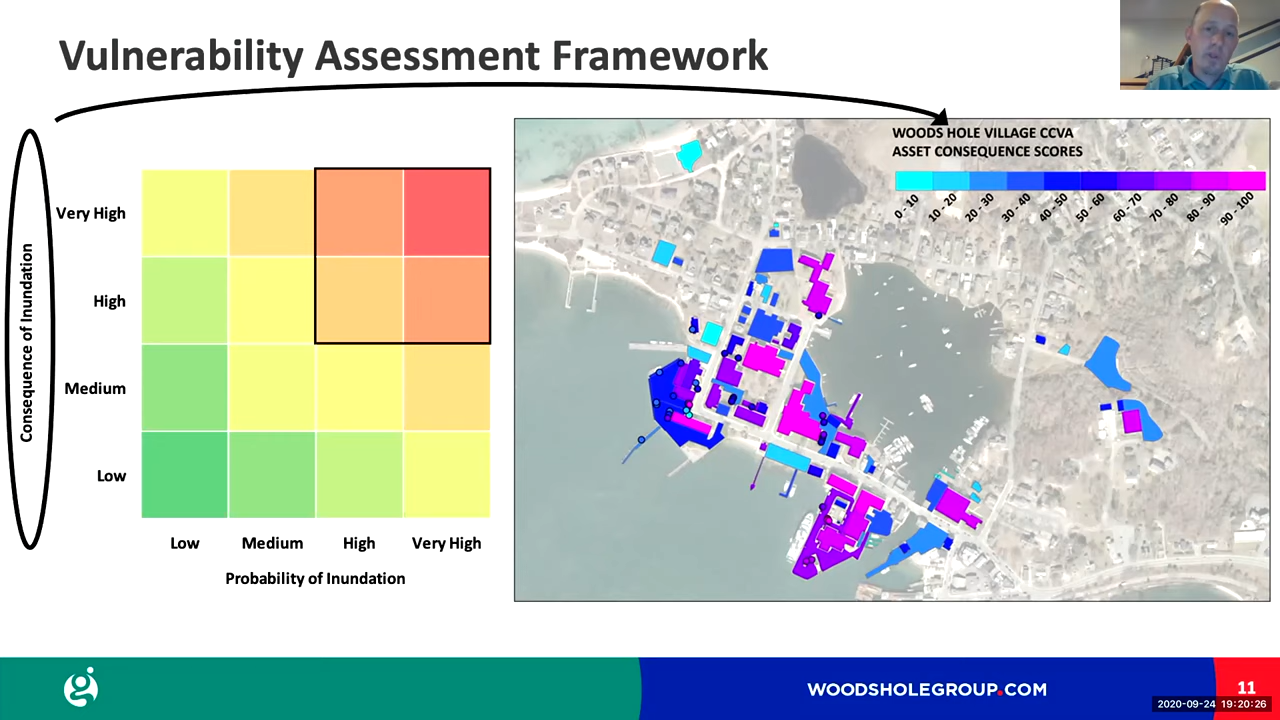 Vulnerability Assessment Framework
Consequence of Inundation
Very High
High
Medium
Low
Low Medium High Very High
Probability of Inundation
WOODS HOLE VILLAGE CCVA
ASSET CONSEQUENCE SCORES
0 - 10 10 - 20 20 - 30 30 - 40 40 - 50 50 - 60 60 - 70 70 - 80 80 - 90 90 - 100
WOODSHOLEGROUP.COM
11
2020-09-24 19:20:26